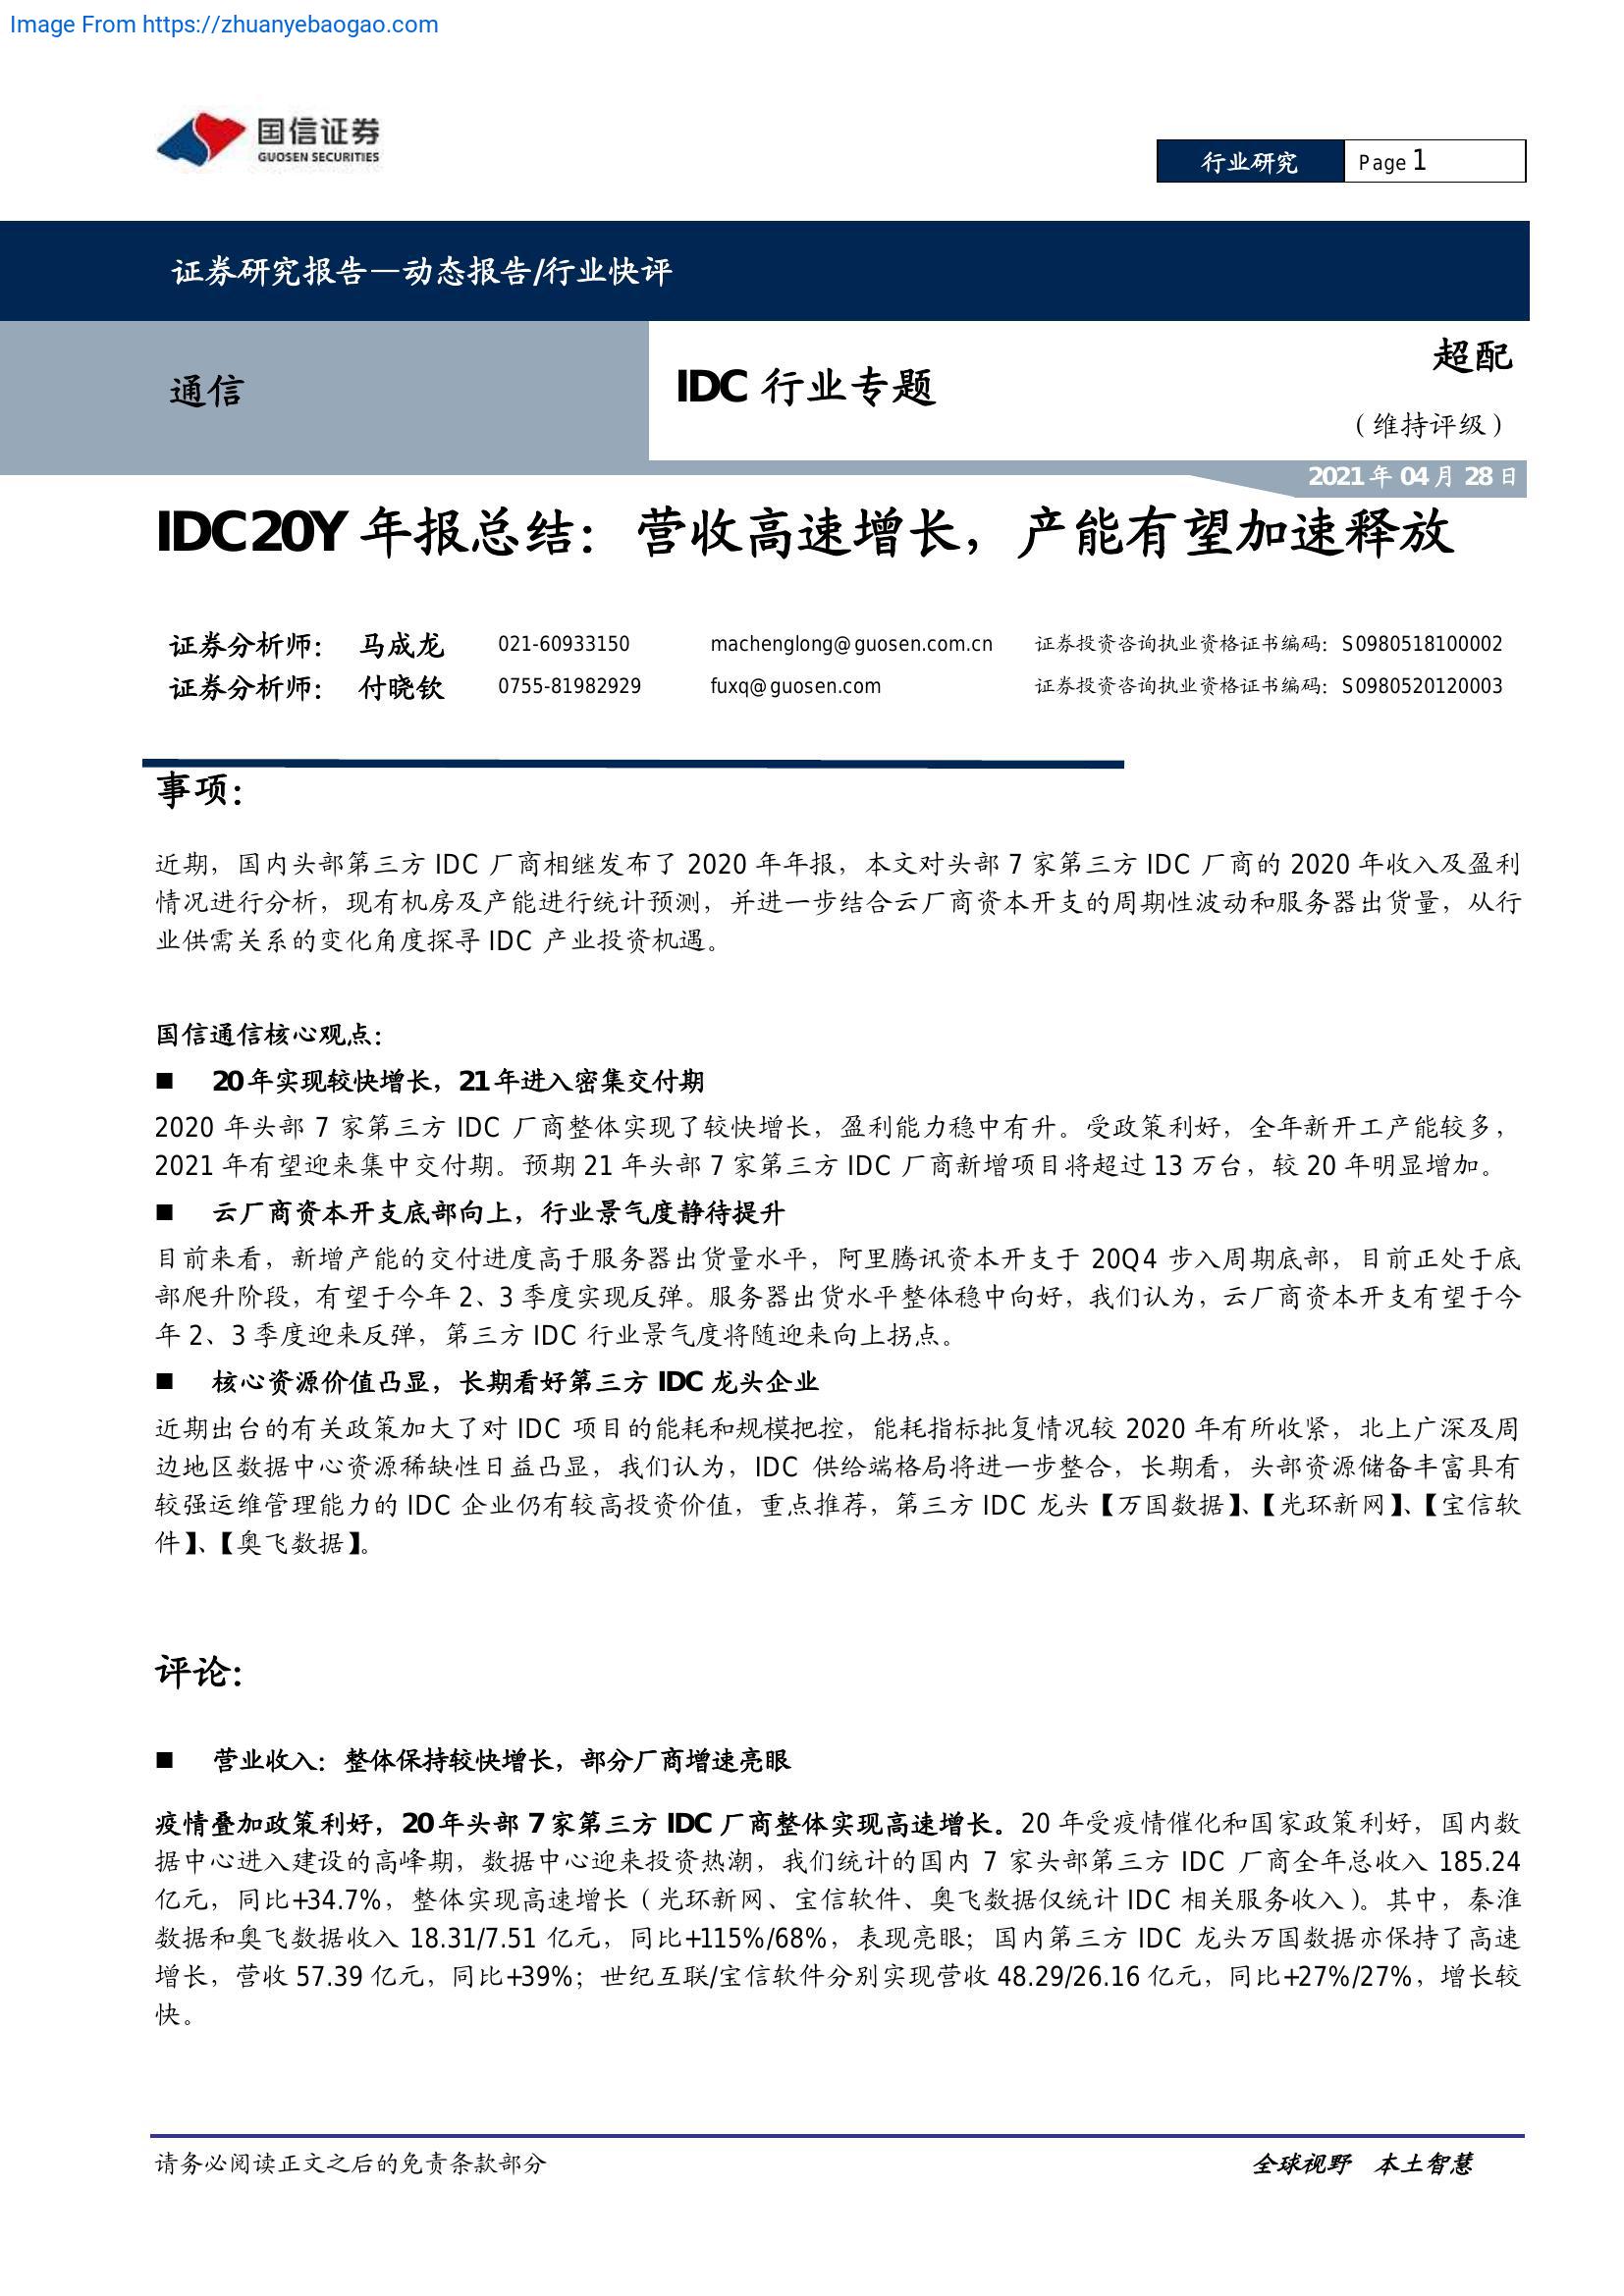 Image From https://zhuanyebaogao.com
国信证券
GUOSEN SECURITIES
行业研究 Page 1
证券研究报告—动态报告/行业快评
通信
IDC 行业专题
超配
（维持评级）
2021 年 04 月 28 日
IDC20Y 年报总结：营收高速增长，产能有望加速释放
证券分析师： 马成龙 021-60933150 machenglong@guosen.com.cn 证券投资咨询执业资格证书编码：S0980518100002
证券分析师： 付晓钦 0755-81982929 fuxq@guosen.com 证券投资咨询执业资格证书编码：S0980520120003
事项：
近期，国内头部第三方 IDC 厂商相继发布了 2020 年年报，本文对头部 7 家第三方 IDC 厂商的 2020 年收入及盈利
情况进行分析，现有机房及产能进行统计预测，并进一步结合云厂商资本开支的周期性波动和服务器出货量，从行
业供需关系的变化角度探寻 IDC 产业投资机遇。
国信通信核心观点：
■ 20 年实现较快增长，21 年进入密集交付期
2020 年头部 7 家第三方 IDC 厂商整体实现了较快增长，盈利能力稳中有升。受政策利好，全年新开工产能较多，
2021 年有望迎来集中交付期。预期 21 年头部 7 家第三方 IDC 厂商新增项目将超过 13 万台，较 20 年明显增加。
■ 云厂商资本开支底部向上，行业景气度静待提升
目前来看，新增产能的交付进度高于服务器出货量水平，阿里腾讯资本开支于 20Q4 步入周期底部，目前正处于底
部爬升阶段，有望于今年 2、3 季度实现反弹。服务器出货水平整体稳中向好，我们认为，云厂商资本开支有望于今
年 2、3 季度迎来反弹，第三方 IDC 行业景气度将随迎来向上拐点。
■ 核心资源价值凸显，长期看好第三方 IDC 龙头企业
近期出台的有关政策加大了对 IDC 项目的能耗和规模把控，能耗指标批复情况较 2020 年有所收紧，北上广深及周
边地区数据中心资源稀缺性日益凸显，我们认为，IDC 供给端格局将进一步整合，长期看，头部资源储备丰富具有
较强运维管理能力的 IDC 企业仍有较高投资价值，重点推荐，第三方 IDC 龙头【万国数据】、【光环新网】、【宝信软
件】、【奥飞数据】。
评论：
■ 营业收入：整体保持较快增长，部分厂商增速亮眼
疫情叠加政策利好，20 年头部 7 家第三方 IDC 厂商整体实现高速增长。20 年受疫情催化和国家政策利好，国内数
据中心进入建设的高峰期，数据中心迎来投资热潮，我们统计的国内 7 家头部第三方 IDC 厂商全年总收入 185.24
亿元，同比+34.7%，整体实现高速增长（光环新网、宝信软件、奥飞数据仅统计 IDC 相关服务收入）。其中，秦淮
数据和奥飞数据收入 18.31/7.51 亿元，同比+115%/68%，表现亮眼；国内第三方 IDC 龙头万国数据亦保持了高速
增长，营收 57.39 亿元，同比+39%；世纪互联/宝信软件分别实现营收 48.29/26.16 亿元，同比+27%/27%，增长较
快。
请务必阅读正文之后的免责条款部分
全球视野 本土智慧